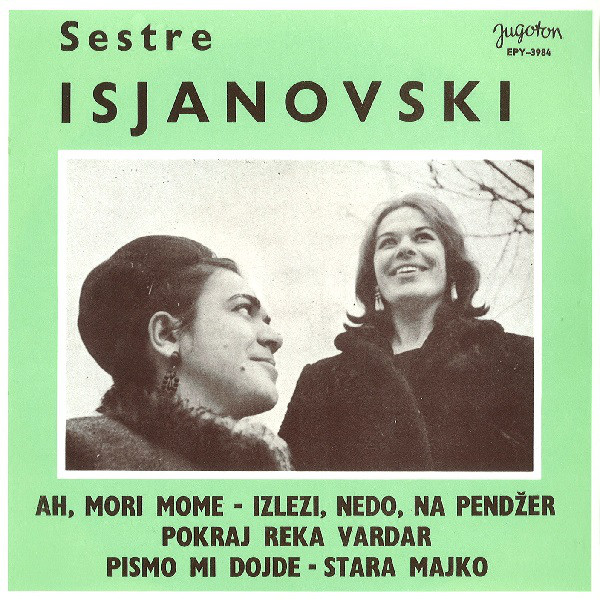 Sestre
Jugoton
EPY-3984
ISJANOVSKI
AH, MORI MOME - IZLEZI, NEDO, NA PENDŽER
POKRAJ REKA VARDAR
PISMO MI DOJDE - STARA MAJKO